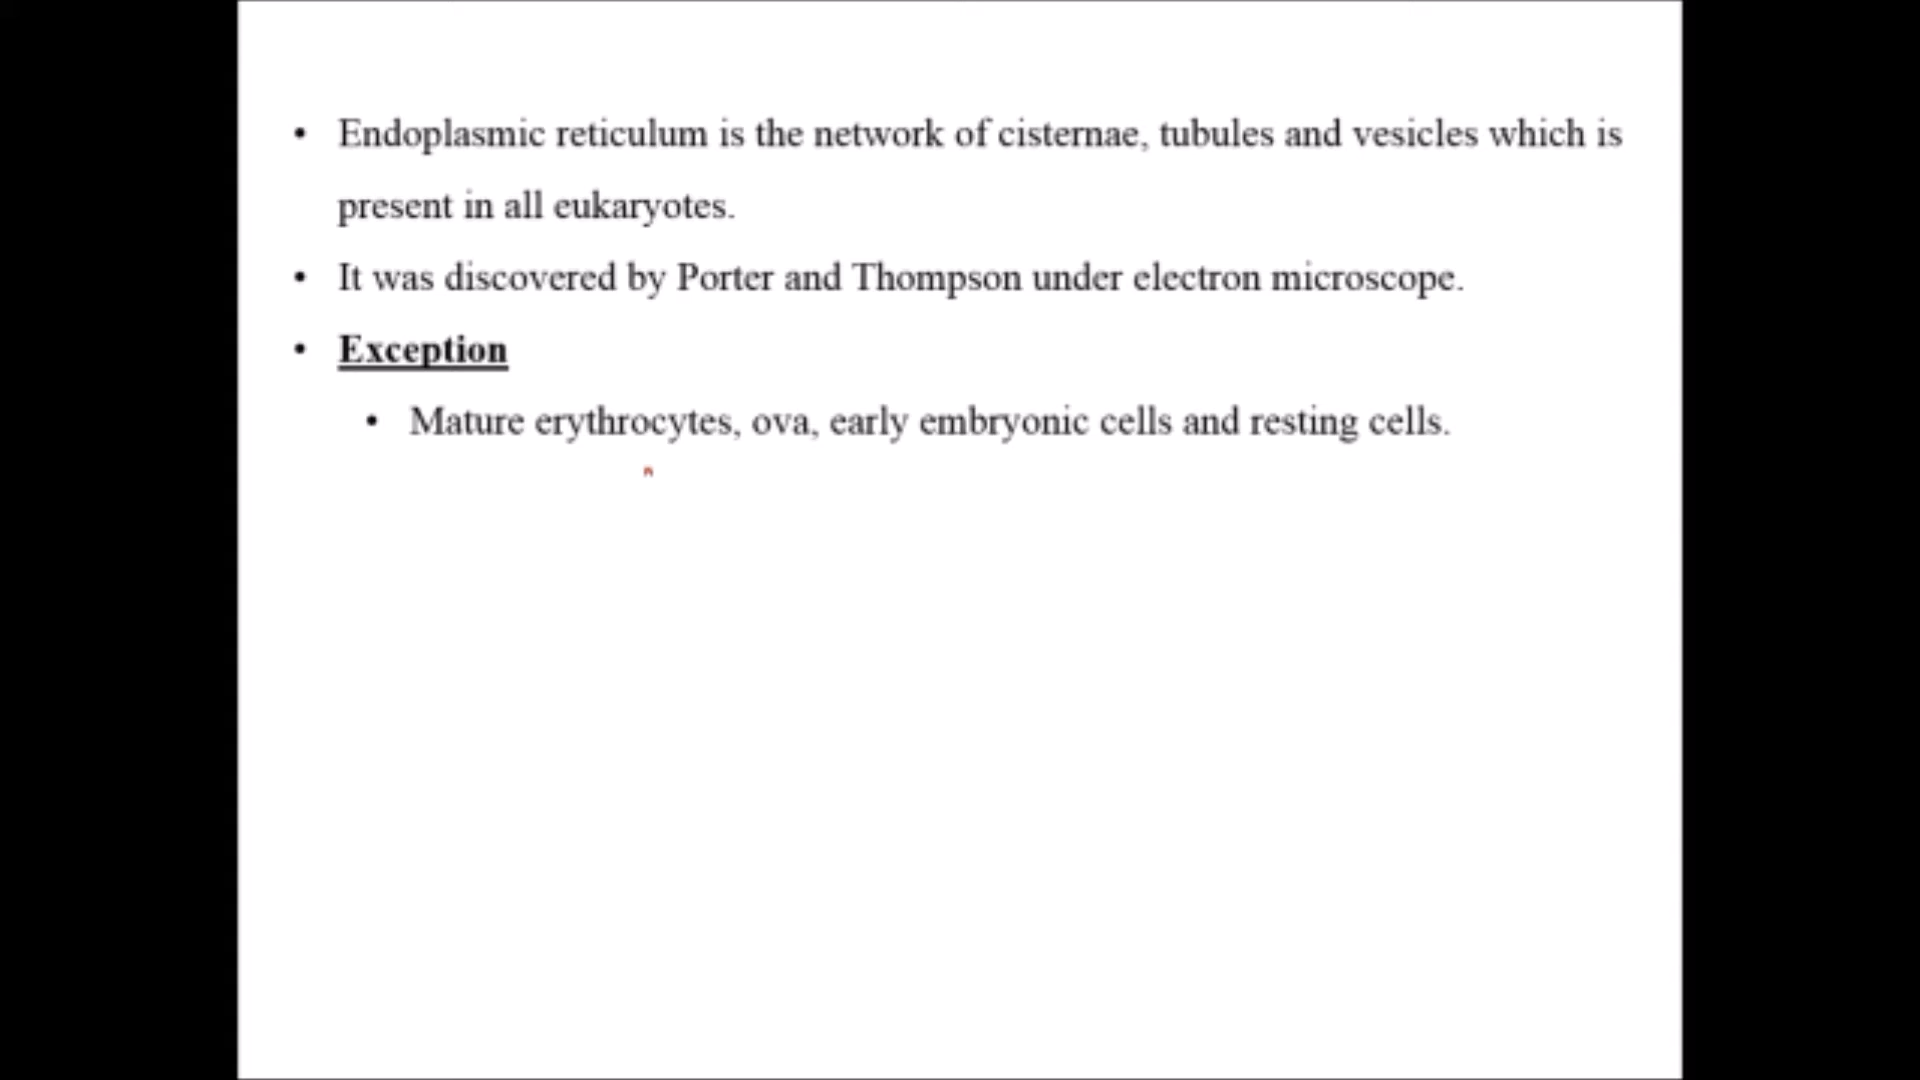 • Endoplasmic reticulum is the network of cisternae, tubules and vesicles which is
present in all eukaryotes.
• It was discovered by Porter and Thompson under electron microscope.
• Exception
• Mature erythrocytes, ova, early embryonic cells and resting cells.